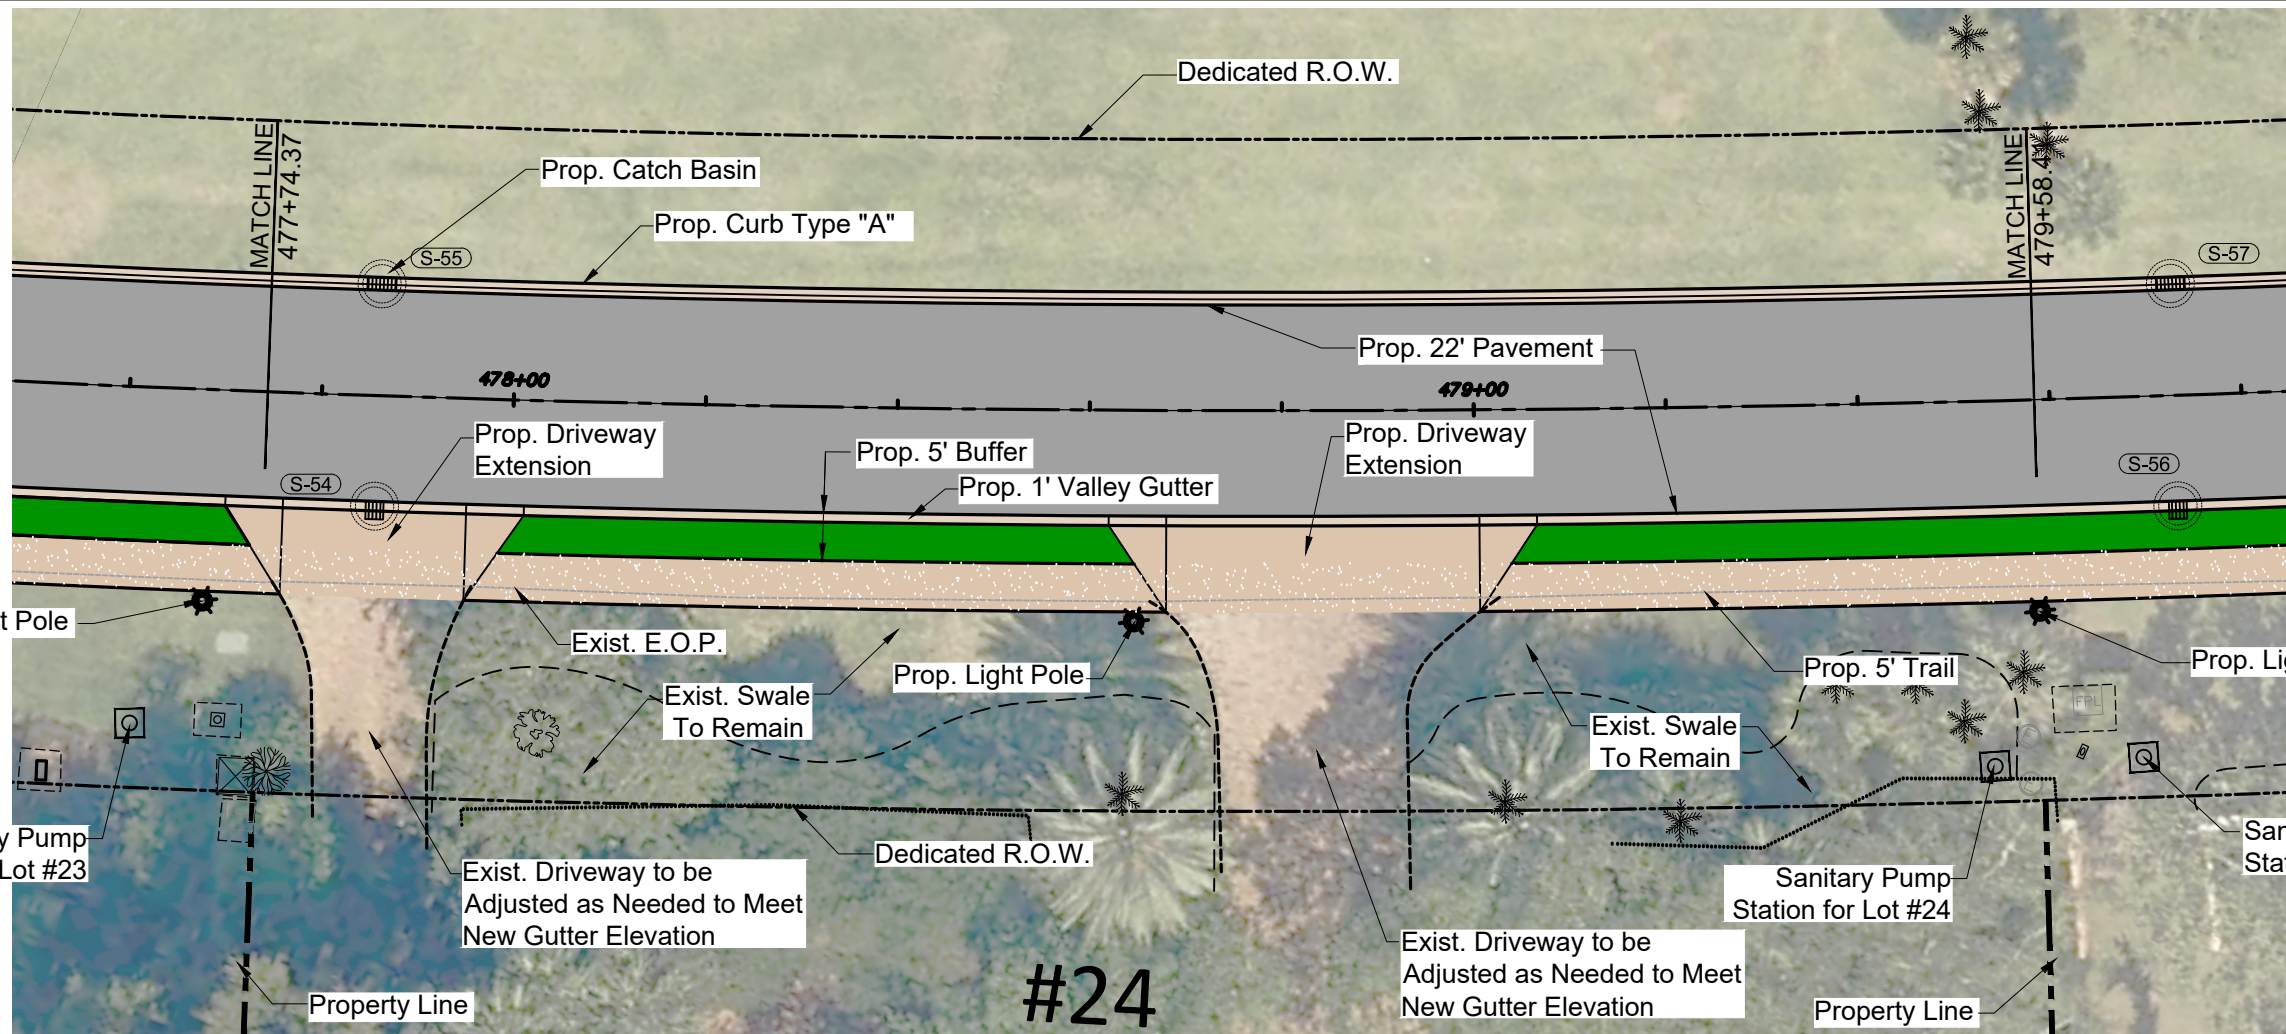 Dedicated R.O.W.
MATCH LINE
477+74.37
MATCH LINE
479+58.
Prop. Catch Basin
Prop. Curb Type "A"
S-55
S-57
Prop. 22' Pavement
478+00
479+00
Prop. Driveway
Extension
Prop. 5' Buffer
Prop. Driveway
Extension
S-54
Prop. 1' Valley Gutter
S-56
t Pole
Exist. E.O.P.
Prop. Light Pole
Prop. 5' Trail
Prop. Li
Exist. Swale
To Remain
Exist. Swale
To Remain
FPL
y Pump
Lot #23
Dedicated R.O.W.
San
Sta
Exist. Driveway to be
Adjusted as Needed to Meet
New Gutter Elevation
Sanitary Pump
Station for Lot #24
Exist. Driveway to be
Adjusted as Needed to Meet
New Gutter Elevation
#24
Property Line
Property Line